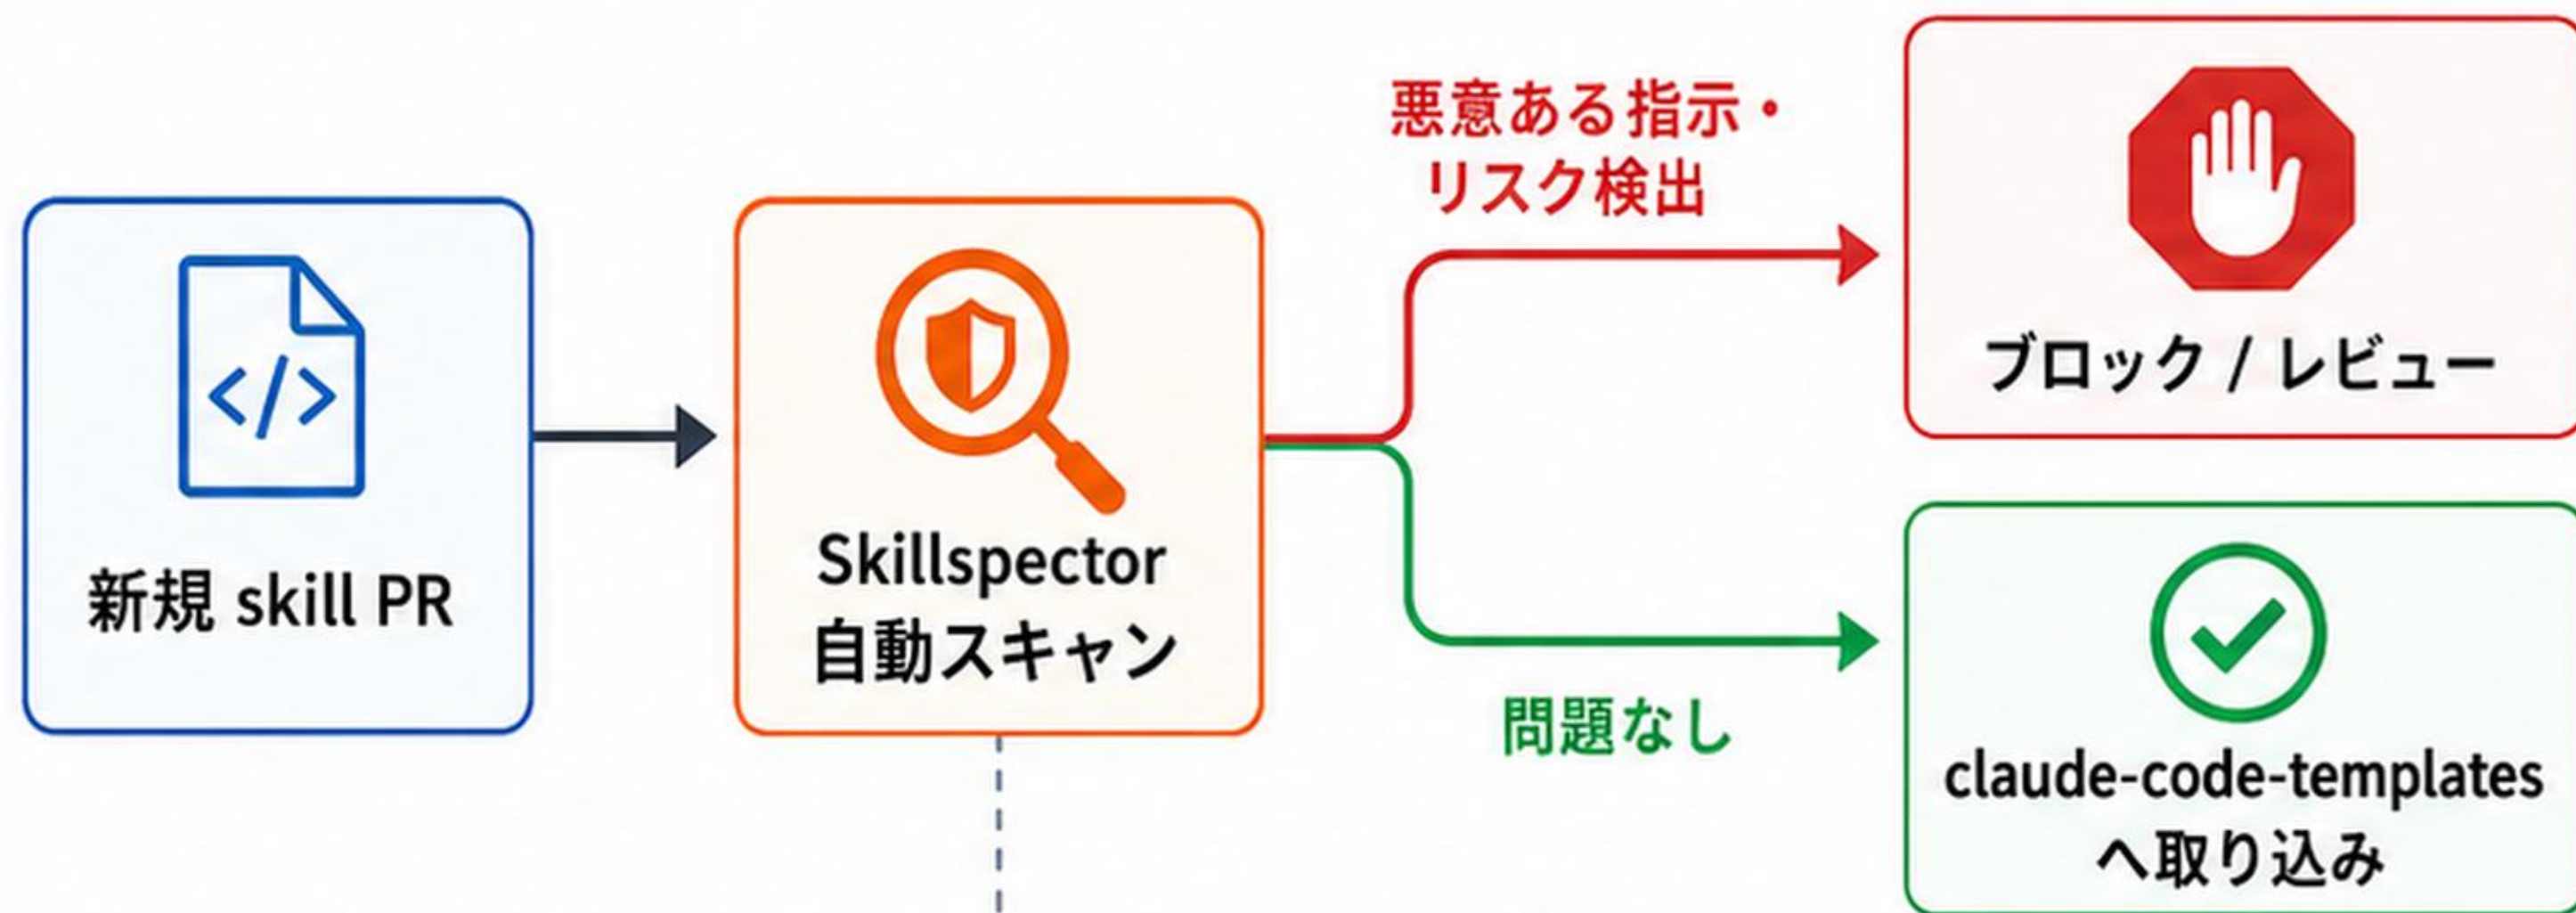 新規 skill PR
Skillspector
自動スキャン
悪意ある指示・
リスク検出
ブロック / レビュー
問題なし
claude-code-templates
へ取り込み